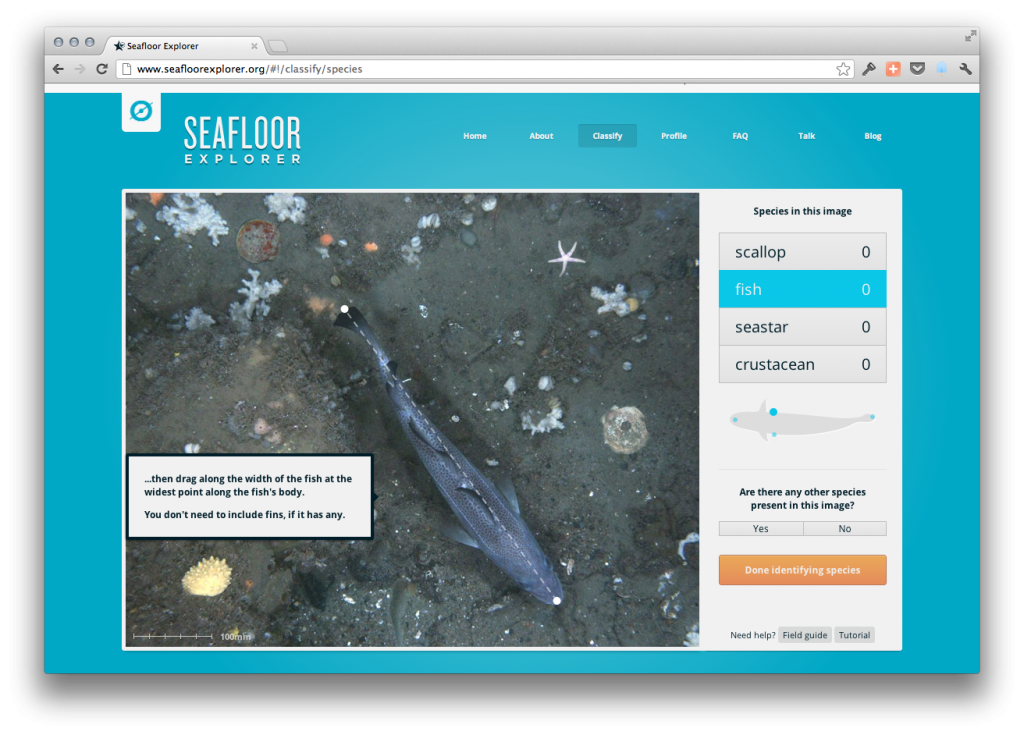 Seafloor Explorer
www.seafloorexplorer.org/#!/classify/species
SEAFLOOR
EXPLORER
Home About Classify Profile FAQ Talk Blog
Species in this image
scallop 0
fish 0
seastar 0
crustacean 0
...then drag along the width of the fish at the
widest point along the fish's body.
You don't need to include fins, if it has any.
Are there any other species
present in this image?
Yes No
Done identifying species
100mm
Need help? Field guide Tutorial